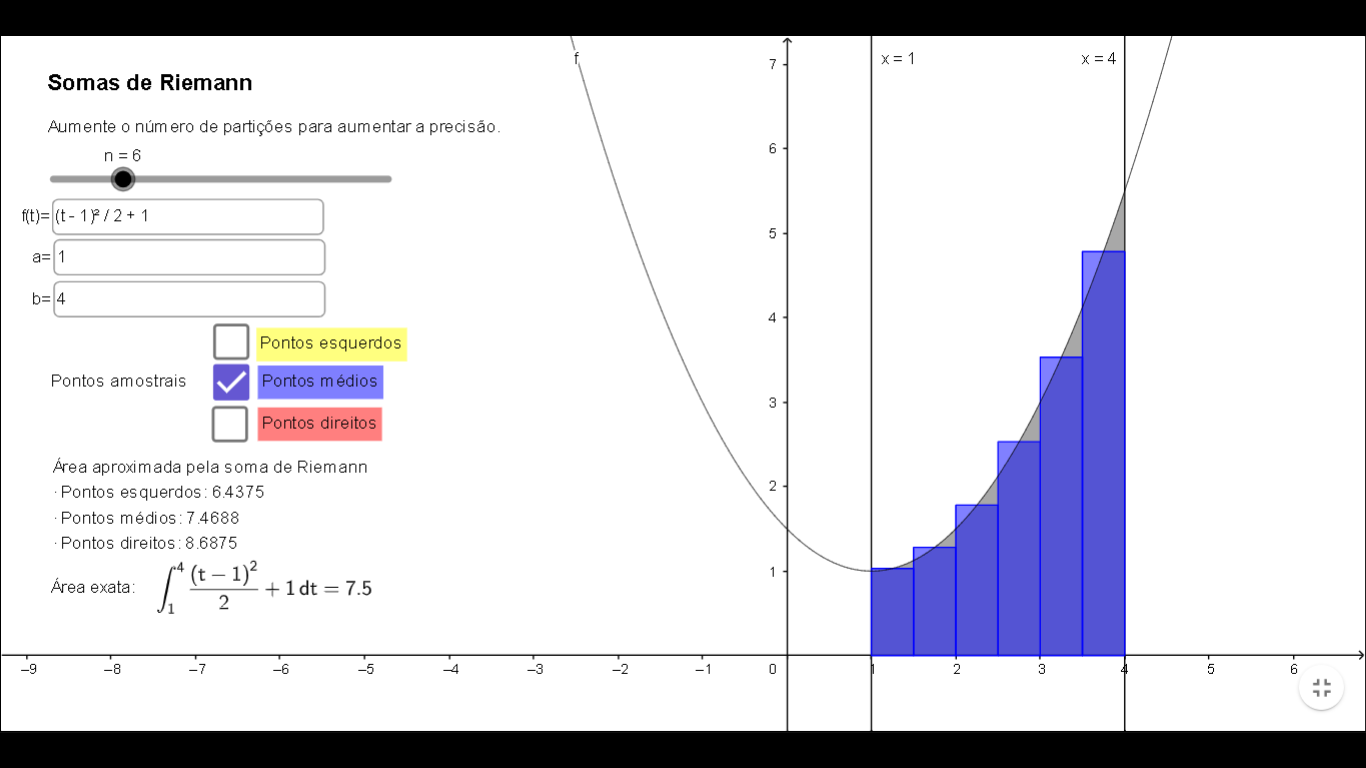 Somas de Riemann
Aumente o número de partições para aumentar a precisão.
n = 6
f(t)= (t - 1)² / 2 + 1
a= 1
b= 4
Pontos esquerdos
Pontos amostrais
Pontos médios
Pontos direitos
Área aproximada pela soma de Riemann
· Pontos esquerdos: 6.4375
· Pontos médios: 7.4688
· Pontos direitos: 8.6875
Área exata: ∫₁⁴ (t − 1)²/2 + 1 dt = 7.5
f
x = 1
x = 4
7
6
5
4
3
2
1
−9 −8 −7 −6 −5 −4 −3 −2 −1 0 1 2 3 4 5 6